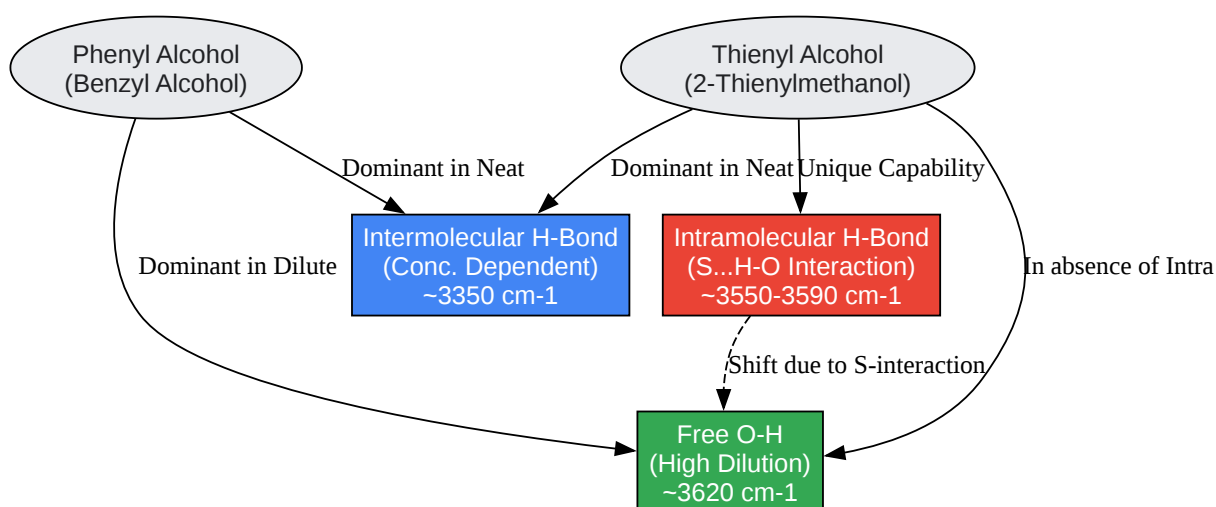 Phenyl Alcohol
(Benzyl Alcohol)
Thienyl Alcohol
(2-Thienylmethanol)
Dominant in Neat
Dominant in Neat
Unique Capability
Intermolecular H-Bond
(Conc. Dependent)
~3350 cm-1
Intramolecular H-Bond
(S...H-O Interaction)
~3550-3590 cm-1
Dominant in Dilute
In absence of Intra
Shift due to S-interaction
Free O-H
(High Dilution)
~3620 cm-1